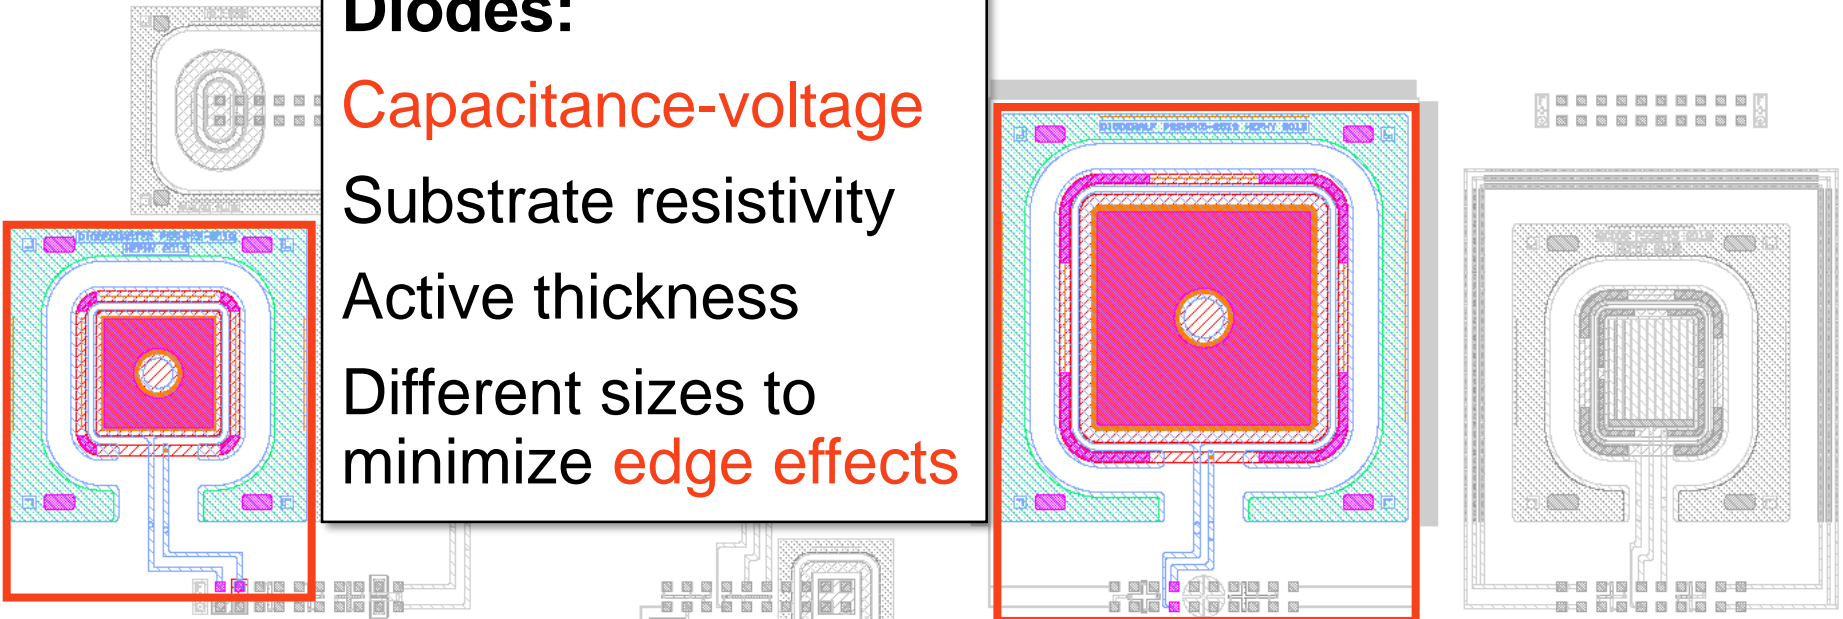 Diodes:
Capacitance-voltage
Substrate resistivity
Active thickness
Different sizes to
minimize edge effects